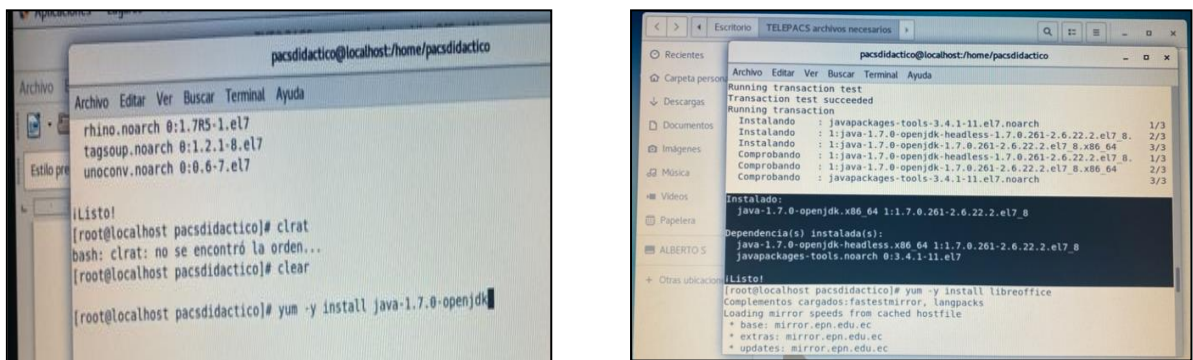 Aplicaciones
pacsdidactico@localhost:/home/pacsdidactico
Archivo
Archivo Editar Ver Buscar Terminal Ayuda
rhino.noarch 0:1.7R5-1.el7
tagsoup.noarch 0:1.2.1-8.el7
unoconv.noarch 0:0.6-7.el7
Estilo pre
¡Listo!
[root@localhost pacsdidactico]# clrat
bash: clrat: no se encontró la orden...
[root@localhost pacsdidactico]# clear
[root@localhost pacsdidactico]# yum -y install java-1.7.0-openjdk
Escritorio TELEPACS archivos necesarios
Recientes
Carpeta person
Descargas
Documentos
Imágenes
Música
Vídeos
Papelera
ALBERTO S
+ Otras ubicacione
pacsdidactico@localhost:/home/pacsdidactico
Archivo Editar Ver Buscar Terminal Ayuda
Running transaction test
Transaction test succeeded
Running transaction
Instalando : javapackages-tools-3.4.1-11.el7.noarch 1/3
Instalando : 1:java-1.7.0-openjdk-headless-1.7.0.261-2.6.22.2.el7_8. 2/3
Instalando : 1:java-1.7.0-openjdk-1.7.0.261-2.6.22.2.el7_8.x86_64 3/3
Comprobando : 1:java-1.7.0-openjdk-headless-1.7.0.261-2.6.22.2.el7_8. 1/3
Comprobando : 1:java-1.7.0-openjdk-1.7.0.261-2.6.22.2.el7_8.x86_64 2/3
Comprobando : javapackages-tools-3.4.1-11.el7.noarch 3/3
Instalado:
java-1.7.0-openjdk.x86_64 1:1.7.0.261-2.6.22.2.el7_8
Dependencia(s) instalada(s):
java-1.7.0-openjdk-headless.x86_64 1:1.7.0.261-2.6.22.2.el7_8
javapackages-tools.noarch 0:3.4.1-11.el7
¡Listo!
[root@localhost pacsdidactico]# yum -y install libreoffice
Complementos cargados:fastestmirror, langpacks
Loading mirror speeds from cached hostfile
* base: mirror.epn.edu.ec
* extras: mirror.epn.edu.ec
* updates: mirror.epn.edu.ec